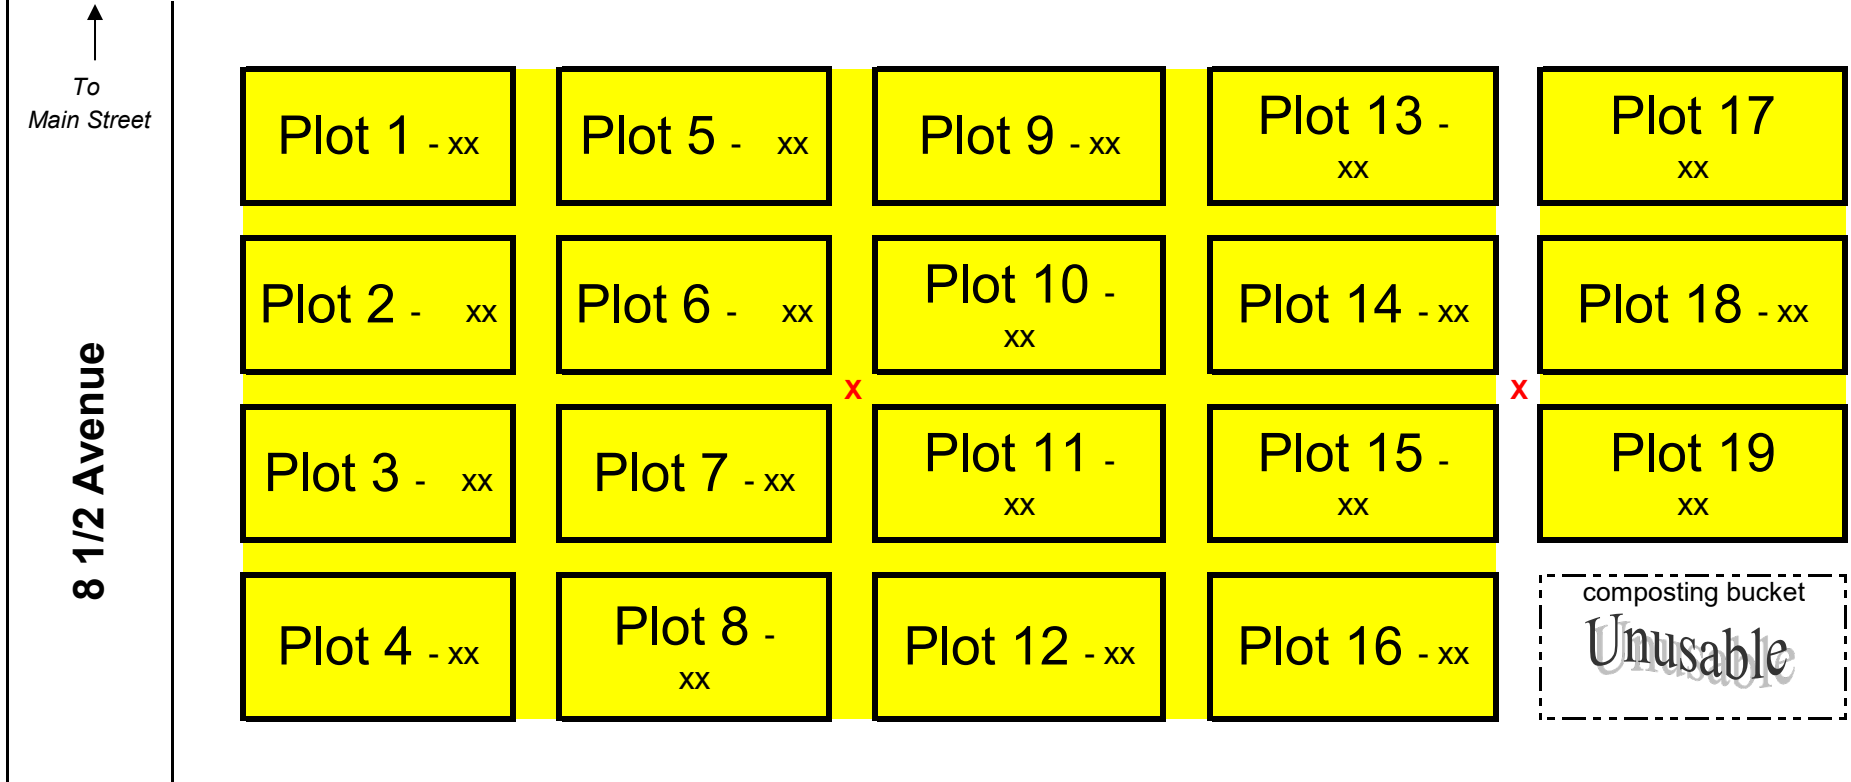 To
Main Street
8 1/2 Avenue
Plot 1 - xx
Plot 5 - xx
Plot 9 - xx
Plot 13 -
xx
Plot 17
xx
Plot 2 - xx
Plot 6 - xx
Plot 10 -
xx
Plot 14 - xx
Plot 18 - xx
x
x
Plot 3 - xx
Plot 7 - xx
Plot 11 -
xx
Plot 15 -
xx
Plot 19
xx
Plot 4 - xx
Plot 8 -
xx
Plot 12 - xx
Plot 16 - xx
composting bucket
Unusable